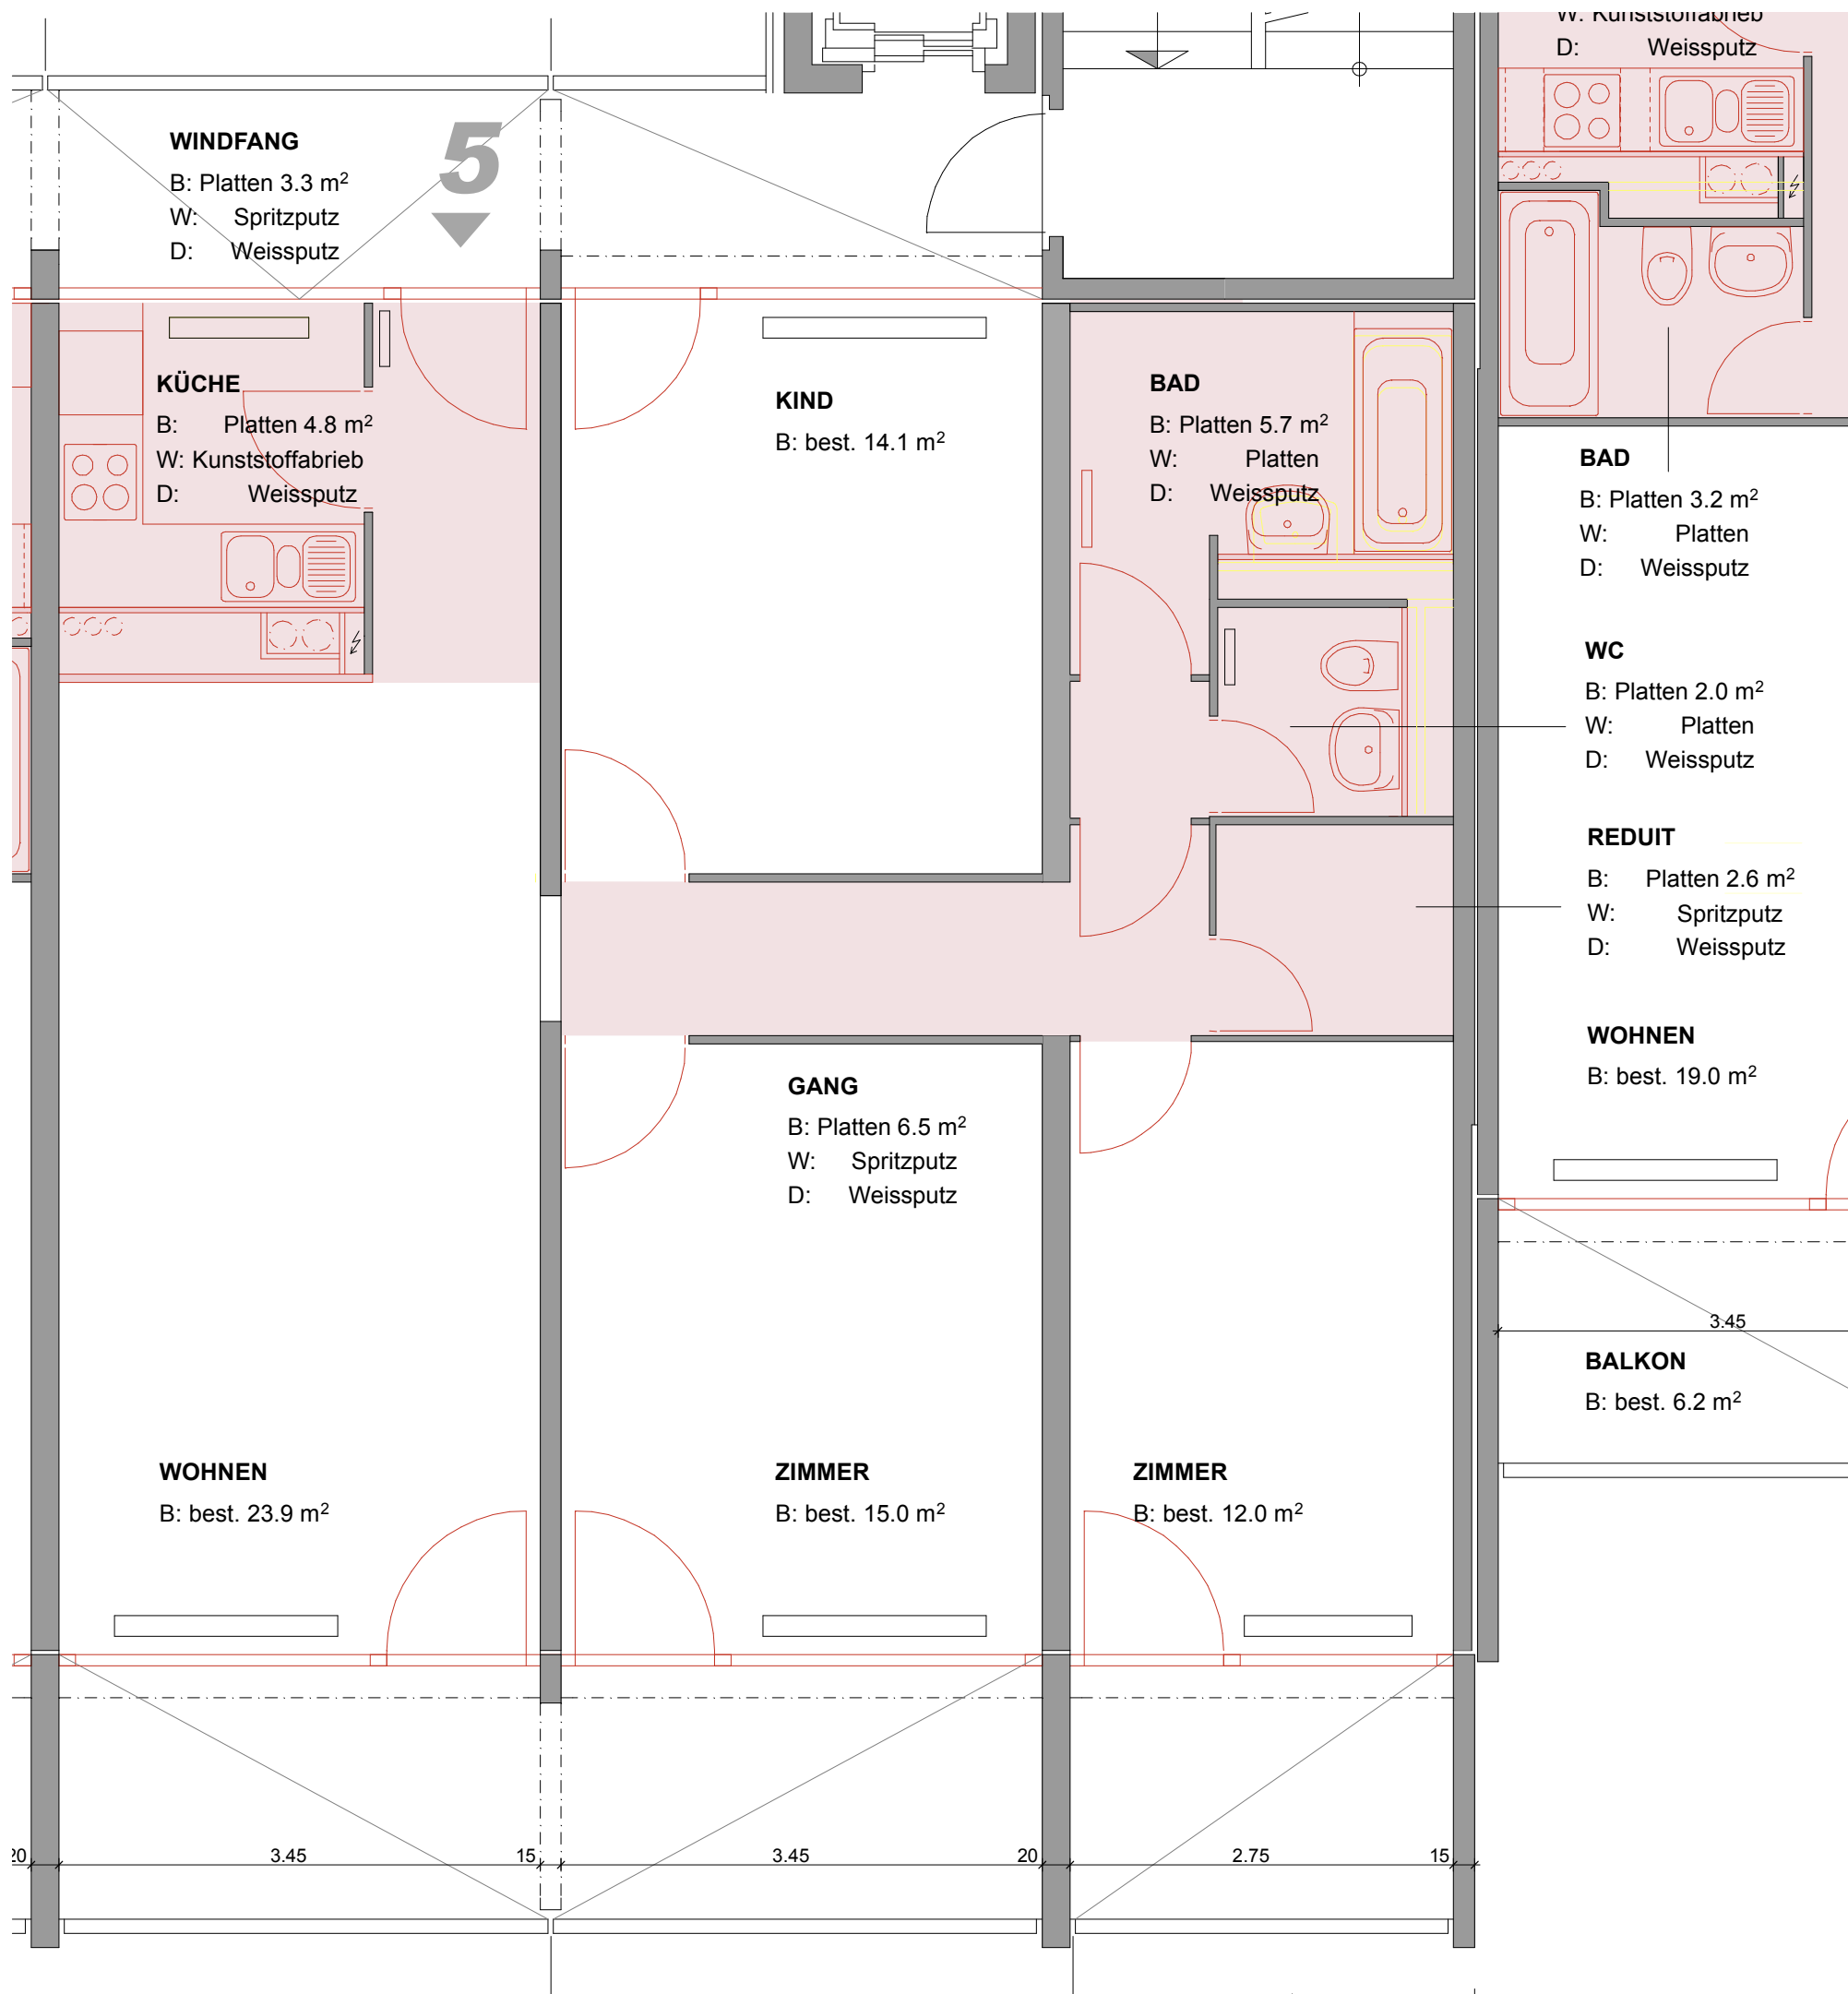 W: Kunststoffabrieb
D: Weissputz
WINDFANG
B: Platten 3.3 m²
W: Spritzputz
D: Weissputz
5
KÜCHE
B: Platten 4.8 m²
W: Kunststoffabrieb
D: Weissputz
KIND
B: best. 14.1 m²
BAD
B: Platten 5.7 m²
W: Platten
D: Weissputz
BAD
B: Platten 3.2 m²
W: Platten
D: Weissputz
WC
B: Platten 2.0 m²
W: Platten
D: Weissputz
REDUIT
B: Platten 2.6 m²
W: Spritzputz
D: Weissputz
WOHNEN
B: best. 19.0 m²
GANG
B: Platten 6.5 m²
W: Spritzputz
D: Weissputz
3.45
BALKON
B: best. 6.2 m²
WOHNEN
B: best. 23.9 m²
ZIMMER
B: best. 15.0 m²
ZIMMER
B: best. 12.0 m²
20 3.45 15 3.45 20 2.75 15